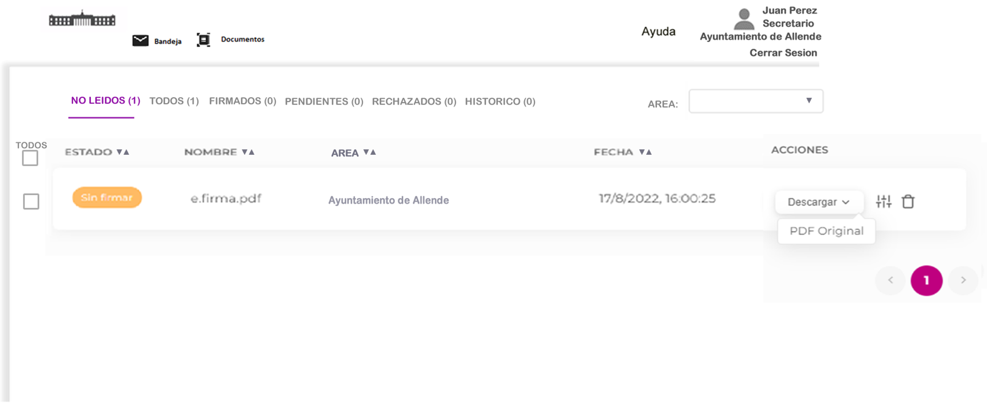 Juan Perez
Secretario
Ayuntamiento de Allende
Cerrar Sesion
Ayuda
Bandeja
Documentos
NO LEIDOS (1) TODOS (1) FIRMADOS (0) PENDIENTES (0) RECHAZADOS (0) HISTORICO (0)
AREA: ▼
TODOS
ESTADO ▼▲ NOMBRE ▼▲ AREA ▼▲ FECHA ▼▲ ACCIONES
Sin firmar e.firma.pdf Ayuntamiento de Allende 17/8/2022, 16:00:25 Descargar
PDF Original
< 1 >